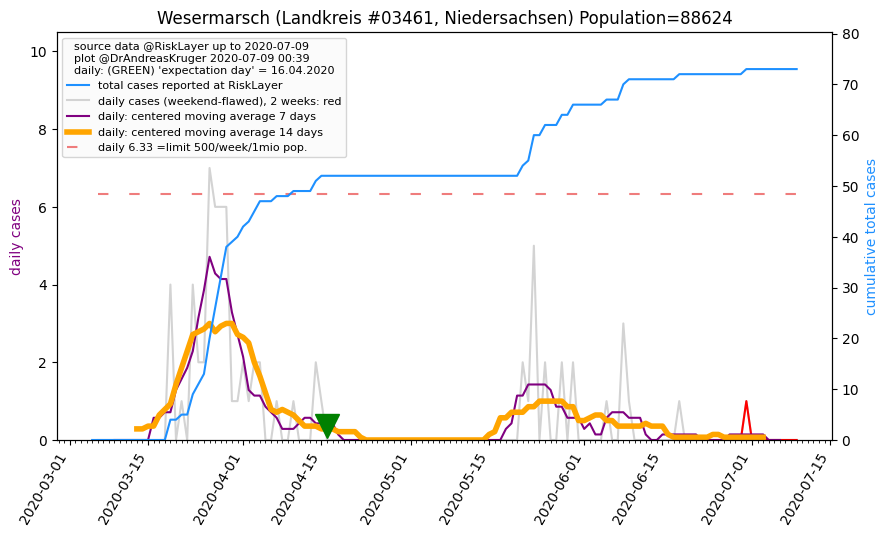 Wesermarsch (Landkreis #03461, Niedersachsen) Population=88624
source data @RiskLayer up to 2020-07-09
plot @DrAndreasKruger 2020-07-09 00:39
daily: (GREEN) 'expectation day' = 16.04.2020
total cases reported at RiskLayer
daily cases (weekend-flawed), 2 weeks: red
daily: centered moving average 7 days
daily: centered moving average 14 days
daily 6.33 =limit 500/week/1mio pop.
daily cases
10
8
6
4
2
0
cumulative total cases
80
70
60
50
40
30
20
10
0
2020-03-01
2020-03-15
2020-04-01
2020-04-15
2020-05-01
2020-05-15
2020-06-01
2020-06-15
2020-07-01
2020-07-15